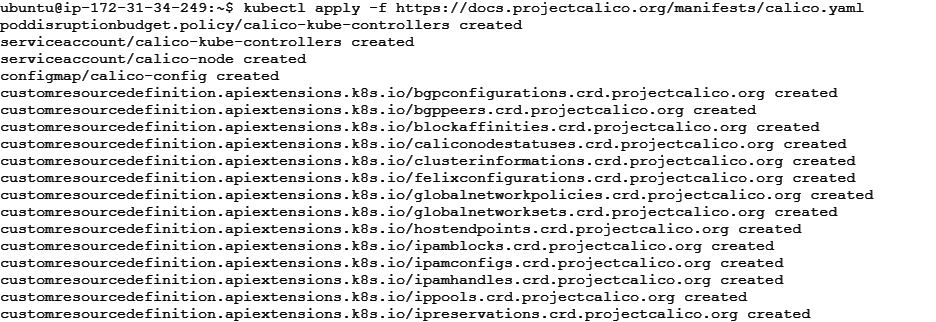 ubuntu@ip-172-31-34-249:~$ kubectl apply -f https://docs.projectcalico.org/manifests/calico.yaml
poddisruptionbudget.policy/calico-kube-controllers created
serviceaccount/calico-kube-controllers created
serviceaccount/calico-node created
configmap/calico-config created
customresourcedefinition.apiextensions.k8s.io/bgpconfigurations.crd.projectcalico.org created
customresourcedefinition.apiextensions.k8s.io/bgppeers.crd.projectcalico.org created
customresourcedefinition.apiextensions.k8s.io/blockaffinities.crd.projectcalico.org created
customresourcedefinition.apiextensions.k8s.io/caliconodestatuses.crd.projectcalico.org created
customresourcedefinition.apiextensions.k8s.io/clusterinformations.crd.projectcalico.org created
customresourcedefinition.apiextensions.k8s.io/felixconfigurations.crd.projectcalico.org created
customresourcedefinition.apiextensions.k8s.io/globalnetworkpolicies.crd.projectcalico.org created
customresourcedefinition.apiextensions.k8s.io/globalnetworksets.crd.projectcalico.org created
customresourcedefinition.apiextensions.k8s.io/hostendpoints.crd.projectcalico.org created
customresourcedefinition.apiextensions.k8s.io/ipamblocks.crd.projectcalico.org created
customresourcedefinition.apiextensions.k8s.io/ipamconfigs.crd.projectcalico.org created
customresourcedefinition.apiextensions.k8s.io/ipamhandles.crd.projectcalico.org created
customresourcedefinition.apiextensions.k8s.io/ippools.crd.projectcalico.org created
customresourcedefinition.apiextensions.k8s.io/ipreservations.crd.projectcalico.org created